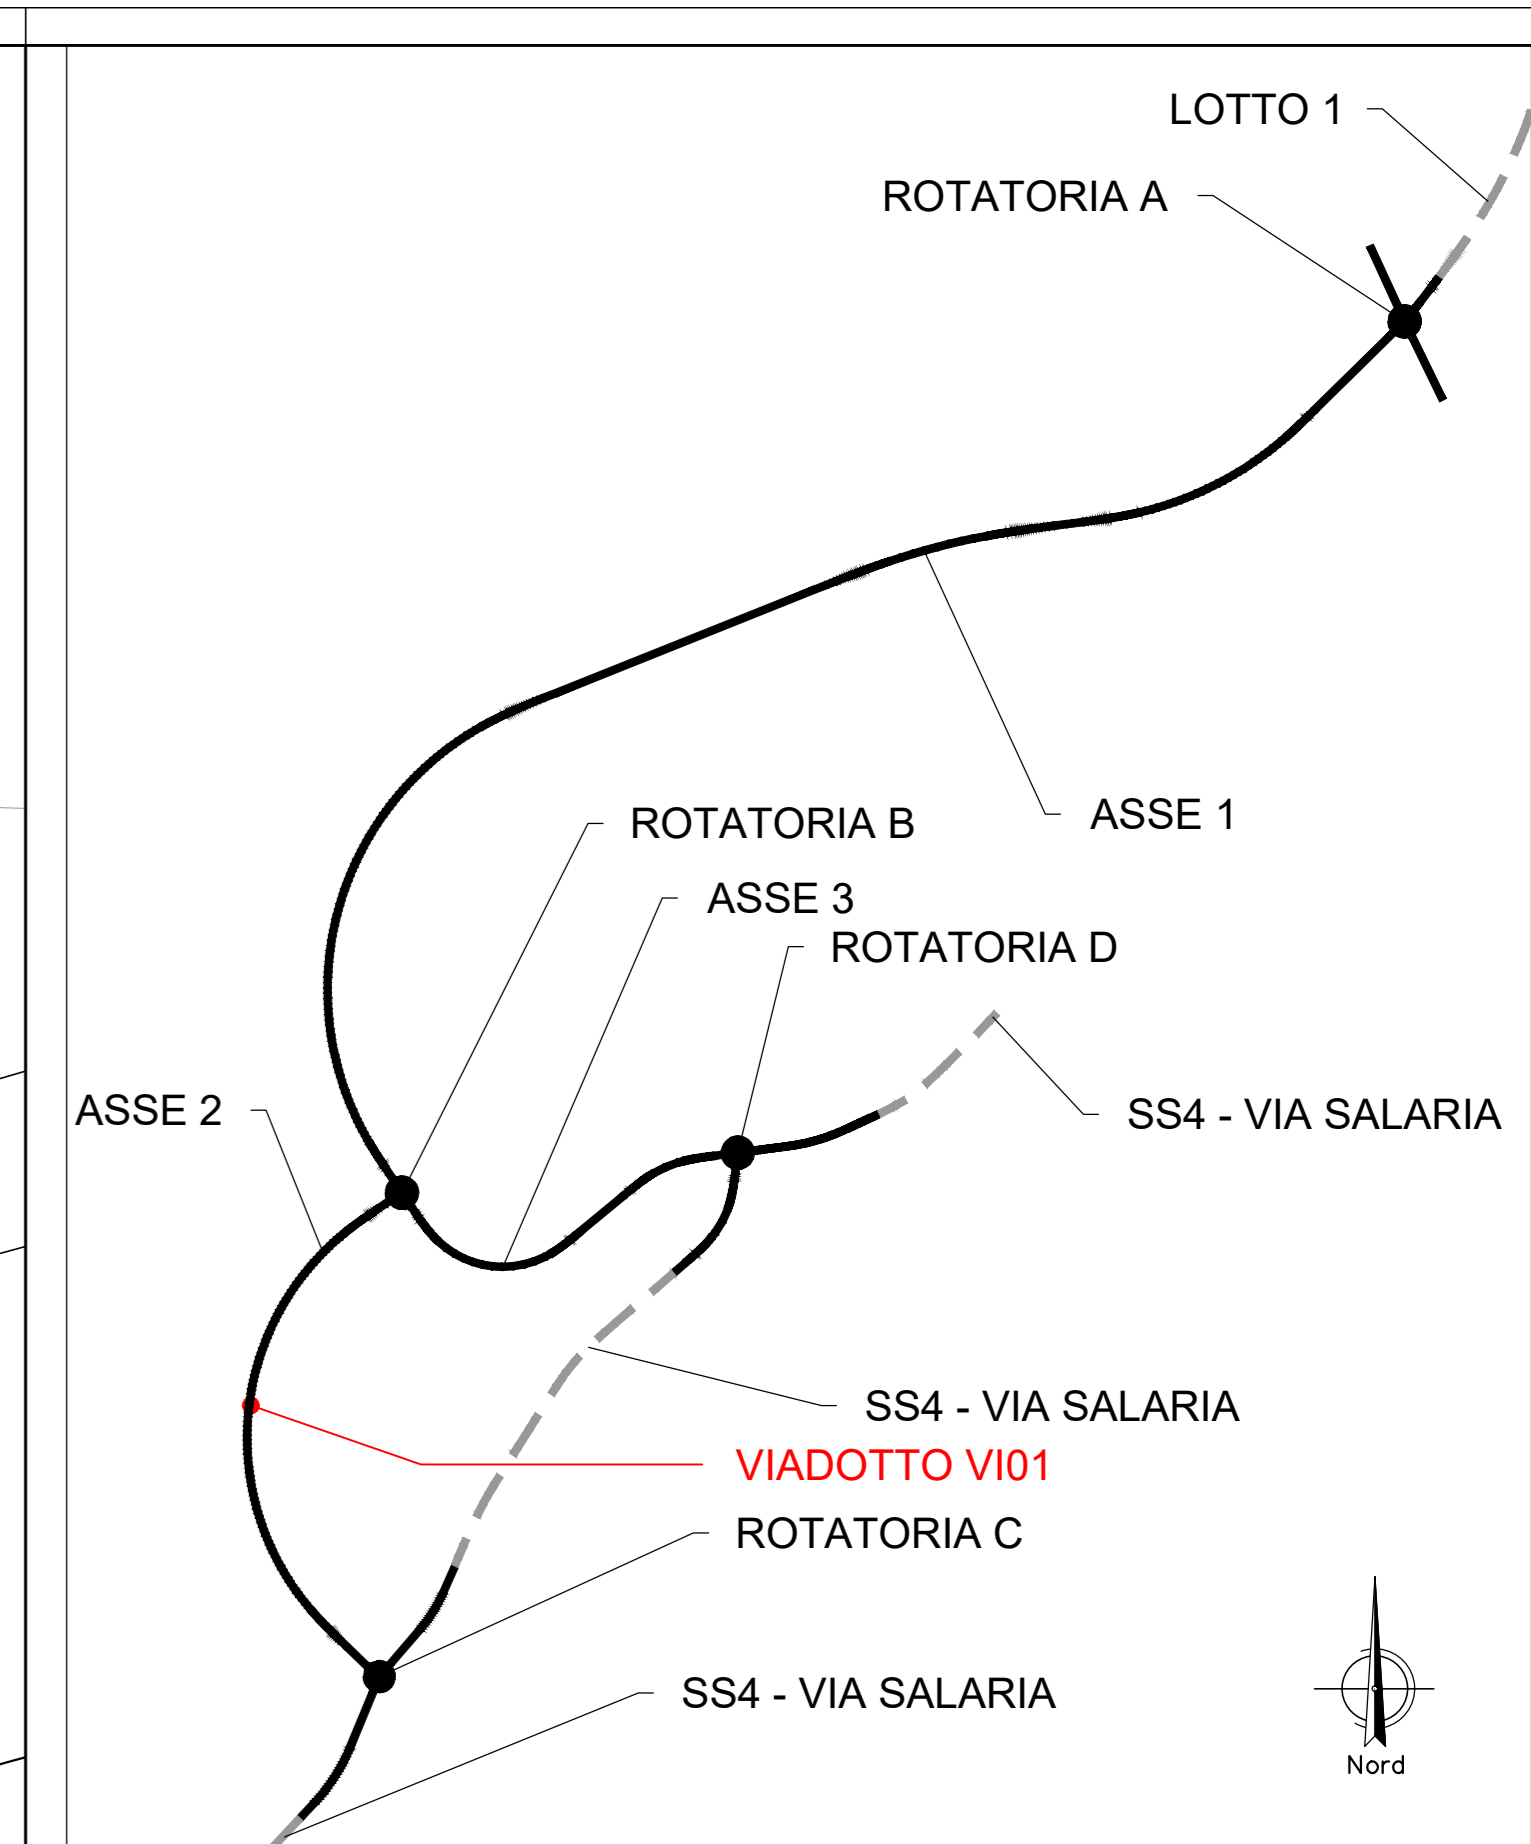 LOTTO 1
ROTATORIA A
ASSE 1
ROTATORIA B
ASSE 3
ROTATORIA D
ASSE 2
SS4 - VIA SALARIA
SS4 - VIA SALARIA
VIADOTTO VI01
ROTATORIA C
SS4 - VIA SALARIA
Nord